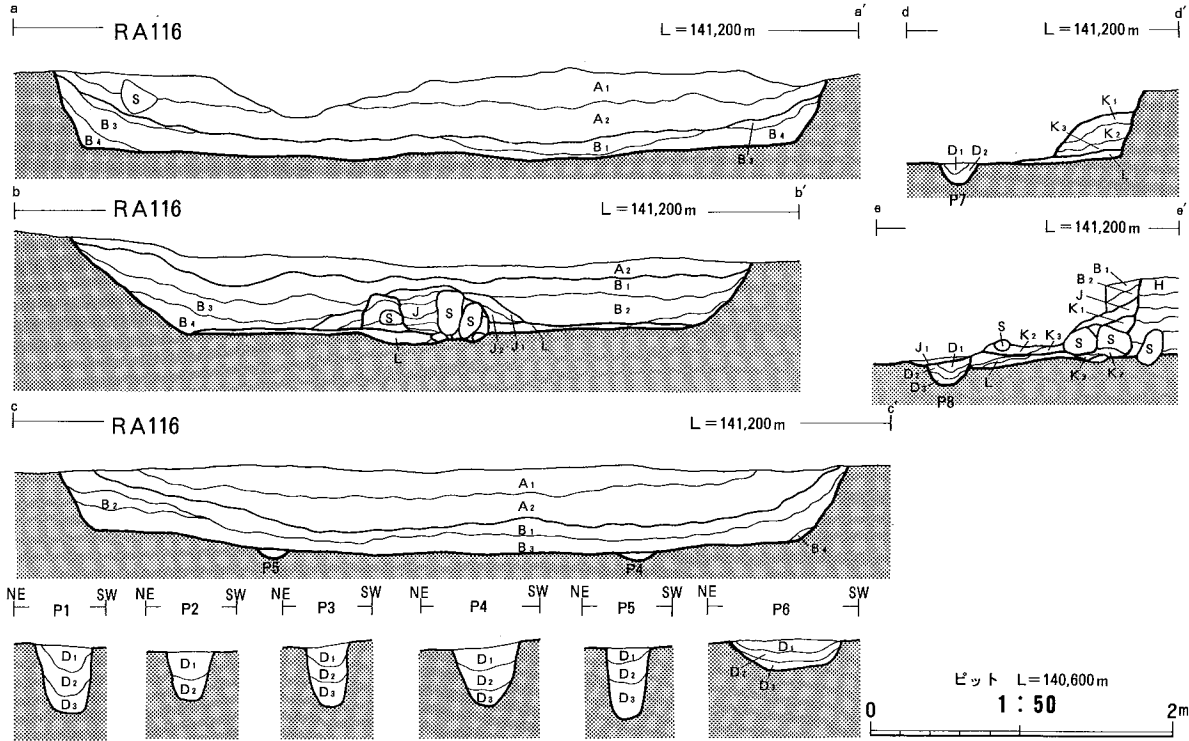 a a′
RA116 L=141,200m
S A1
A2
B3 B4
B4 B1 B3
d d′
L=141,200m
K1
K3 K2
D1 D2
L
P7
b b′
RA116 L=141,200m
A2
B1
B3 B2
B4 S J S S
L J2 J1 L
e e′
L=141,200m
B1
B2 H
J
K1
S K2 K3
J1 D1 S S S
D2 L K3 K2
D3
P8
c c′
RA116 L=141,200m
A1
A2
B2 B1
B3 B4
P5 P4
NE SW NE SW NE SW NE SW NE SW NE SW
P1 P2 P3 P4 P5 P6
D1 D1 D1 D1 D1 D1
D2 D2 D2 D2 D2 D2
D3 D3 D3 D3 D3
ピット L=140,600m
1:50
0 2m